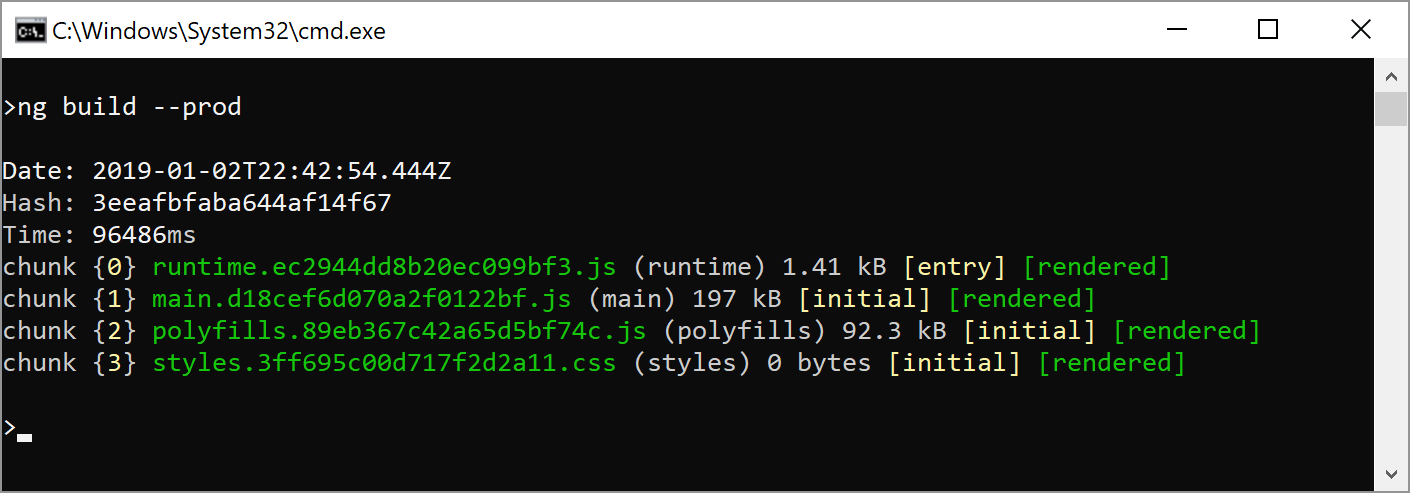 C:\Windows\System32\cmd.exe
>ng build --prod
Date: 2019-01-02T22:42:54.444Z
Hash: 3eeafbfaba644af14f67
Time: 96486ms
chunk {0} runtime.ec2944dd8b20ec099bf3.js (runtime) 1.41 kB [entry] [rendered]
chunk {1} main.d18cef6d070a2f0122bf.js (main) 197 kB [initial] [rendered]
chunk {2} polyfills.89eb367c42a65d5bf74c.js (polyfills) 92.3 kB [initial] [rendered]
chunk {3} styles.3ff695c00d717f2d2a11.css (styles) 0 bytes [initial] [rendered]
>